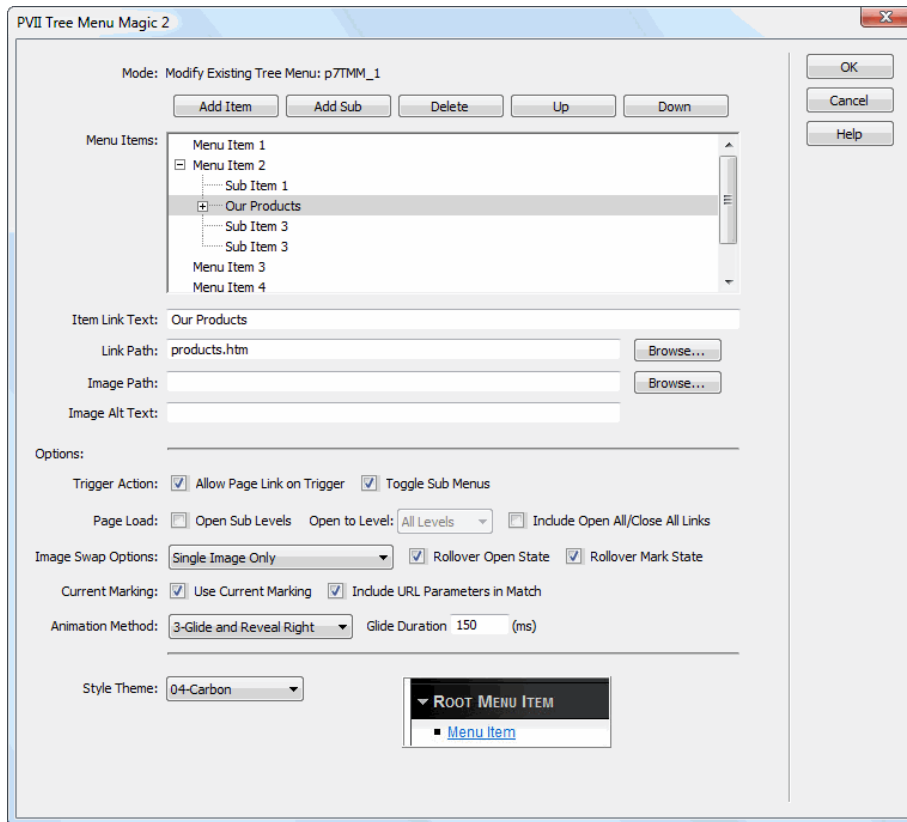 PVII Tree Menu Magic 2
Mode: Modify Existing Tree Menu: p7TMM_1
OK
Add Item Add Sub Delete Up Down
Cancel
Help
Menu Items:
Menu Item 1
Menu Item 2
Sub Item 1
Our Products
Sub Item 3
Sub Item 3
Menu Item 3
Menu Item 4
Item Link Text: Our Products
Link Path: products.htm Browse...
Image Path: Browse...
Image Alt Text:
Options:
Trigger Action: Allow Page Link on Trigger Toggle Sub Menus
Page Load: Open Sub Levels Open to Level: All Levels Include Open All/Close All Links
Image Swap Options: Single Image Only Rollover Open State Rollover Mark State
Current Marking: Use Current Marking Include URL Parameters in Match
Animation Method: 3-Glide and Reveal Right Glide Duration 150 (ms)
Style Theme: 04-Carbon
ROOT MENU ITEM
Menu Item